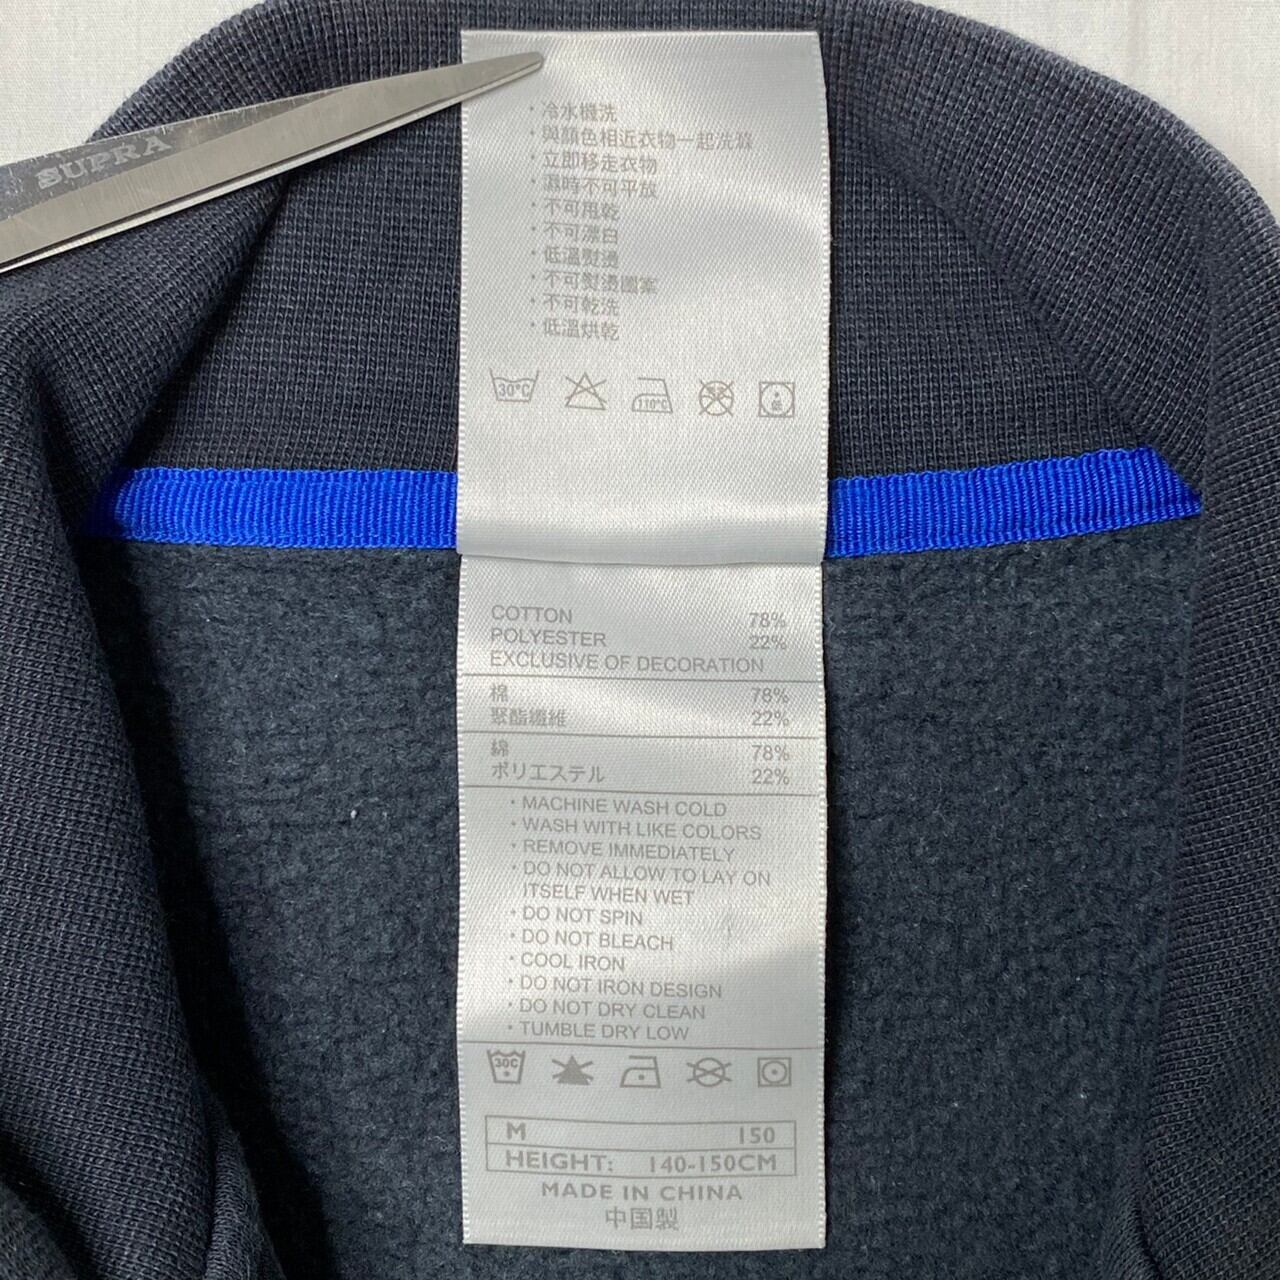 SUPRA
・冷水機洗
・與顏色相近衣物一起洗滌
・立即移走衣物
・濕時不可平放
・不可甩乾
・不可漂白
・低溫熨燙
・不可熨燙圖案
・不可乾洗
・低溫烘乾
30°C
110°C
低
COTTON 78%
POLYESTER 22%
EXCLUSIVE OF DECORATION
棉 78%
聚酯纖維 22%
綿 78%
ポリエステル 22%
・MACHINE WASH COLD
・WASH WITH LIKE COLORS
・REMOVE IMMEDIATELY
・DO NOT ALLOW TO LAY ON
ITSELF WHEN WET
・DO NOT SPIN
・DO NOT BLEACH
・COOL IRON
・DO NOT IRON DESIGN
・DO NOT DRY CLEAN
・TUMBLE DRY LOW
30C
M 150
HEIGHT: 140-150CM
MADE IN CHINA
中国製